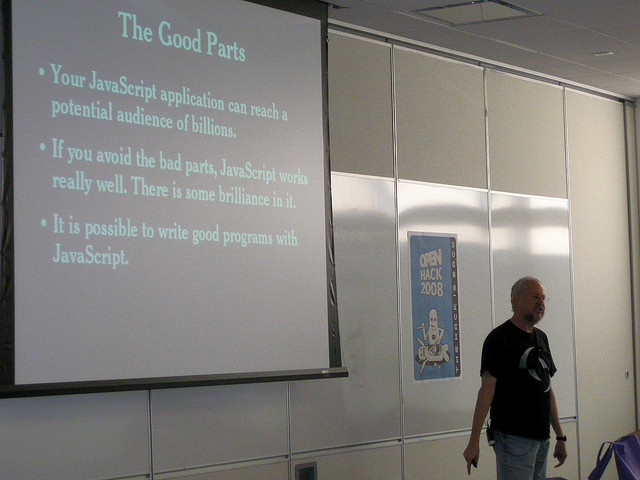 The Good Parts
• Your JavaScript application can reach a
potential audience of billions.
• If you avoid the bad parts, JavaScript works
really well. There is some brilliance in it.
• It is possible to write good programs with
JavaScript.
OPEN
HACK
2008